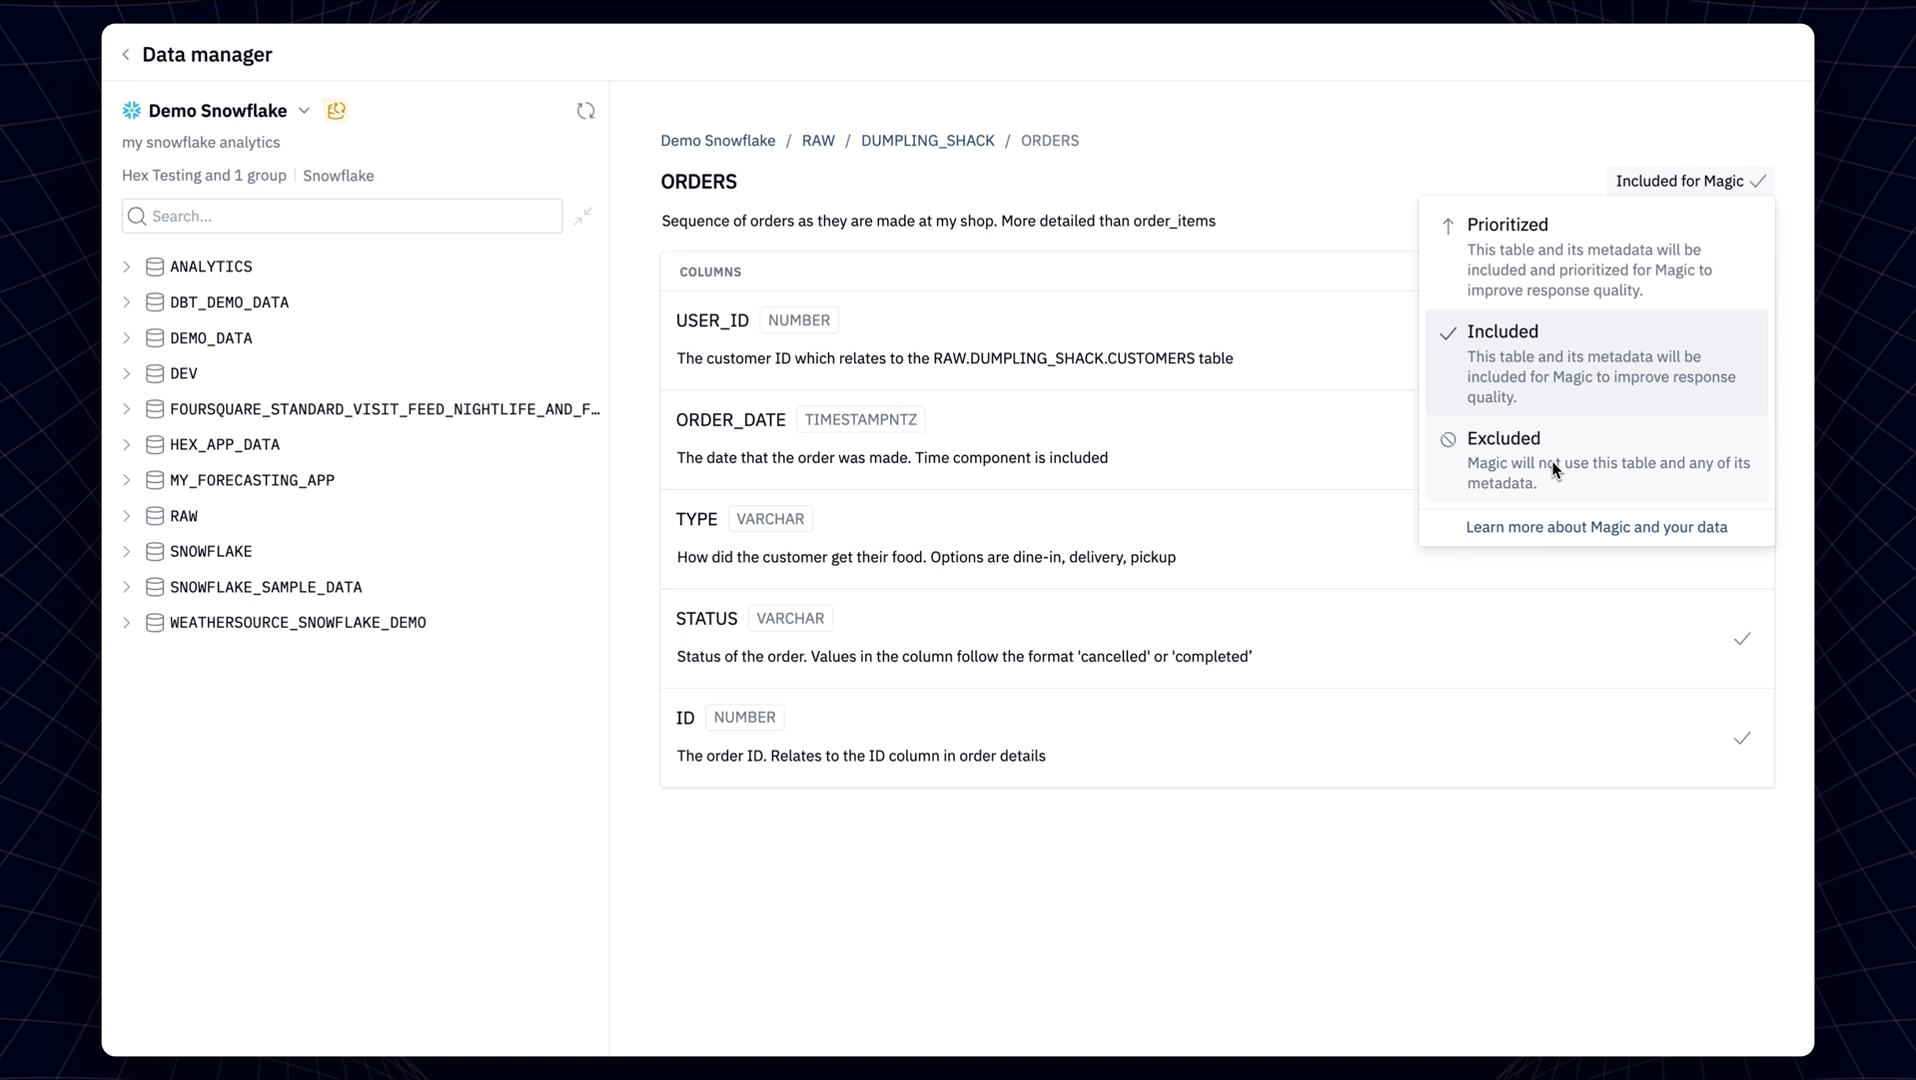 Data manager
Demo Snowflake
my snowflake analytics
Hex Testing and 1 group | Snowflake
Search...
ANALYTICS
DBT_DEMO_DATA
DEMO_DATA
DEV
FOURSQUARE_STANDARD_VISIT_FEED_NIGHTLIFE_AND_F…
HEX_APP_DATA
MY_FORECASTING_APP
RAW
SNOWFLAKE
SNOWFLAKE_SAMPLE_DATA
WEATHERSOURCE_SNOWFLAKE_DEMO
Demo Snowflake / RAW / DUMPLING_SHACK / ORDERS
ORDERS
Included for Magic
Sequence of orders as they are made at my shop. More detailed than order_items
COLUMNS
USER_ID NUMBER
The customer ID which relates to the RAW.DUMPLING_SHACK.CUSTOMERS table
ORDER_DATE TIMESTAMPNTZ
The date that the order was made. Time component is included
TYPE VARCHAR
How did the customer get their food. Options are dine-in, delivery, pickup
STATUS VARCHAR
Status of the order. Values in the column follow the format 'cancelled' or 'completed’
ID NUMBER
The order ID. Relates to the ID column in order details
Prioritized
This table and its metadata will be
included and prioritized for Magic to
improve response quality.
Included
This table and its metadata will be
included for Magic to improve response
quality.
Excluded
Magic will not use this table and any of its
metadata.
Learn more about Magic and your data